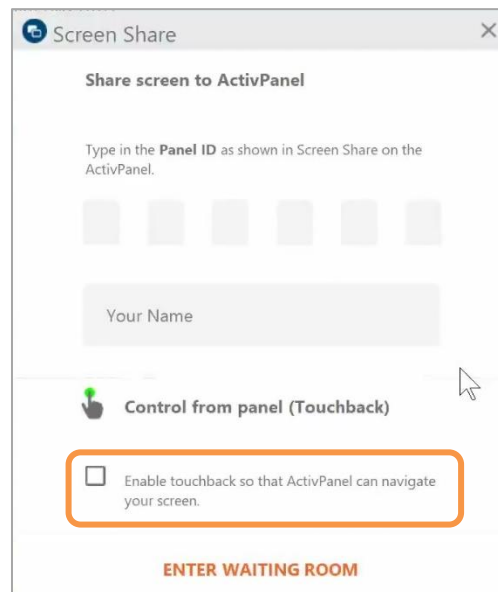 Screen Share
Share screen to ActivPanel
Type in the Panel ID as shown in Screen Share on the
ActivPanel.
Your Name
Control from panel (Touchback)
Enable touchback so that ActivPanel can navigate
your screen.
ENTER WAITING ROOM